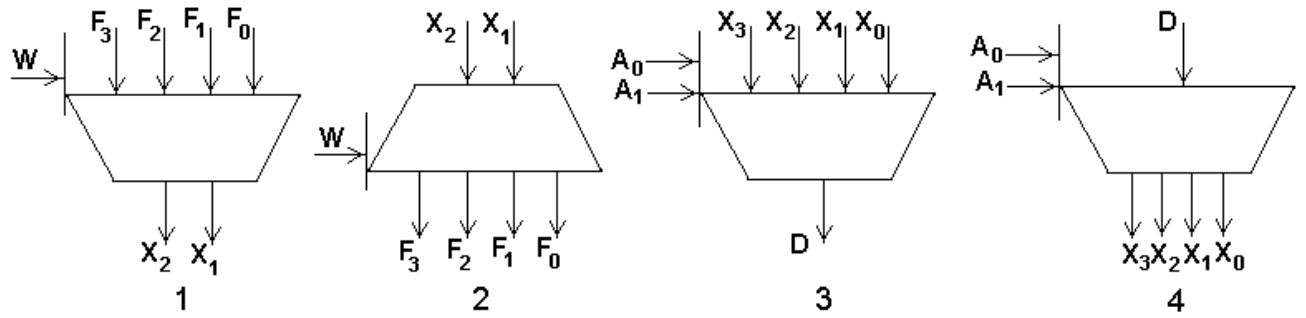 F₃ F₂ F₁ F₀
W
X₂ X₁
1
X₂ X₁
W
F₃ F₂ F₁ F₀
2
X₃ X₂ X₁ X₀
A₀
A₁
D
3
D
A₀
A₁
X₃ X₂ X₁ X₀
4